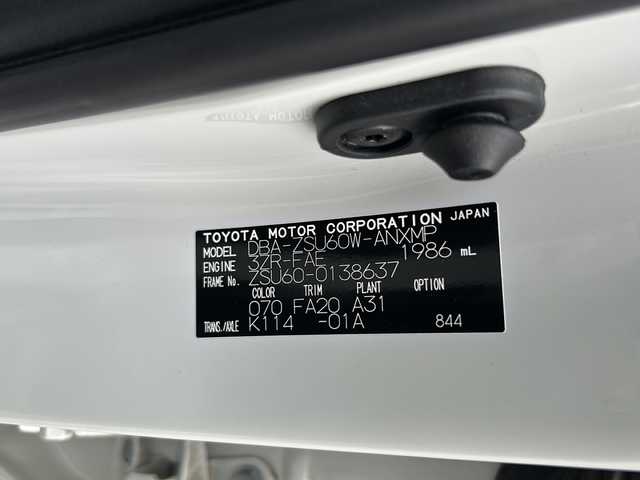 TOYOTA MOTOR CORPORATION JAPAN
MODEL DBA-ZSU60W-ANXMP
ENGINE 3ZR-FAE 1986 mL
FRAME No. ZSU60-0138637
COLOR TRIM PLANT OPTION
070 FA20 A31
TRANS./AXLE K114 -01A 844